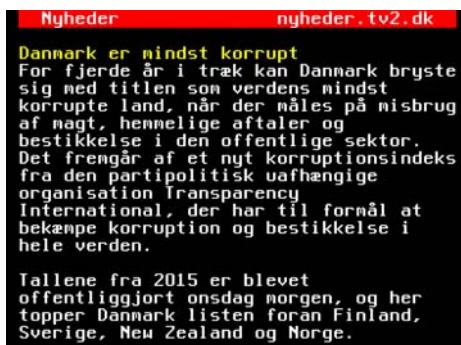 Nyheder nyheder.tv2.dk
Danmark er mindst korrupt
For fjerde år i træk kan Danmark bryste
sig med titlen som verdens mindst
korrupte land, når der måles på misbrug
af magt, hemmelige aftaler og
bestikkelse i den offentlige sektor.
Det fremgår af et nyt korruptionsindeks
fra den partipolitisk uafhængige
organisation Transparency
International, der har til formål at
bekæmpe korruption og bestikkelse i
hele verden.
Tallene fra 2015 er blevet
offentliggjort onsdag morgen, og her
topper Danmark listen foran Finland,
Sverige, New Zealand og Norge.